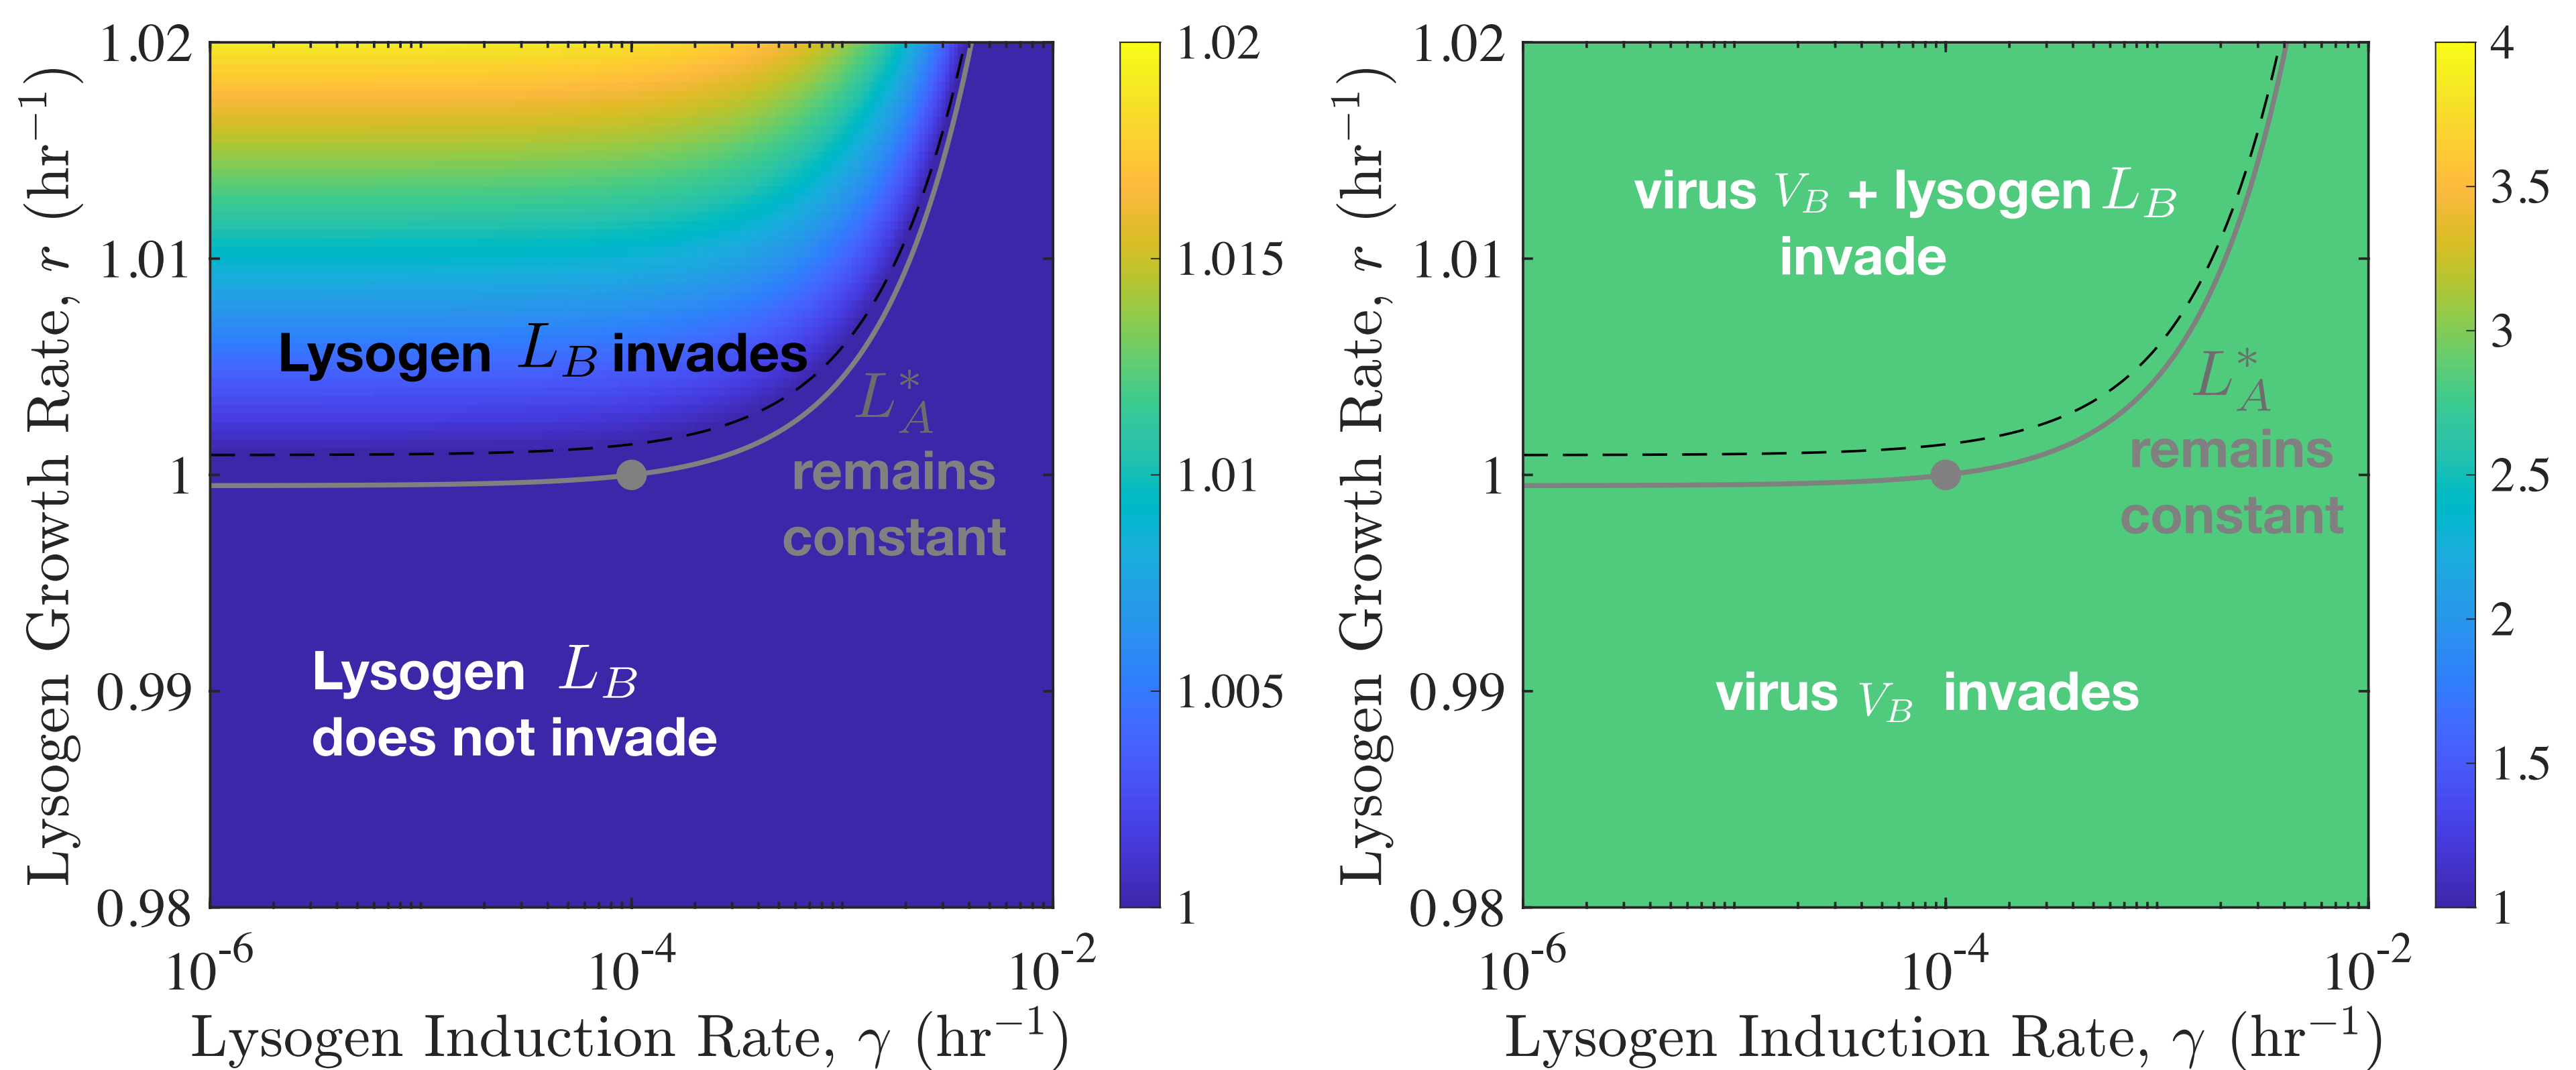 Lysogen Growth Rate, r (hr⁻¹)
1.02
1.01
1
0.99
0.98
Lysogen L_B invades
L*_A
remains
constant
Lysogen L_B
does not invade
10⁻⁶
10⁻⁴
10⁻²
Lysogen Induction Rate, γ (hr⁻¹)
1.02
1.015
1.01
1.005
1
Lysogen Growth Rate, r (hr⁻¹)
1.02
1.01
1
0.99
0.98
virus V_B + lysogen L_B
invade
L*_A
remains
constant
virus V_B invades
10⁻⁶
10⁻⁴
10⁻²
Lysogen Induction Rate, γ (hr⁻¹)
4
3.5
3
2.5
2
1.5
1